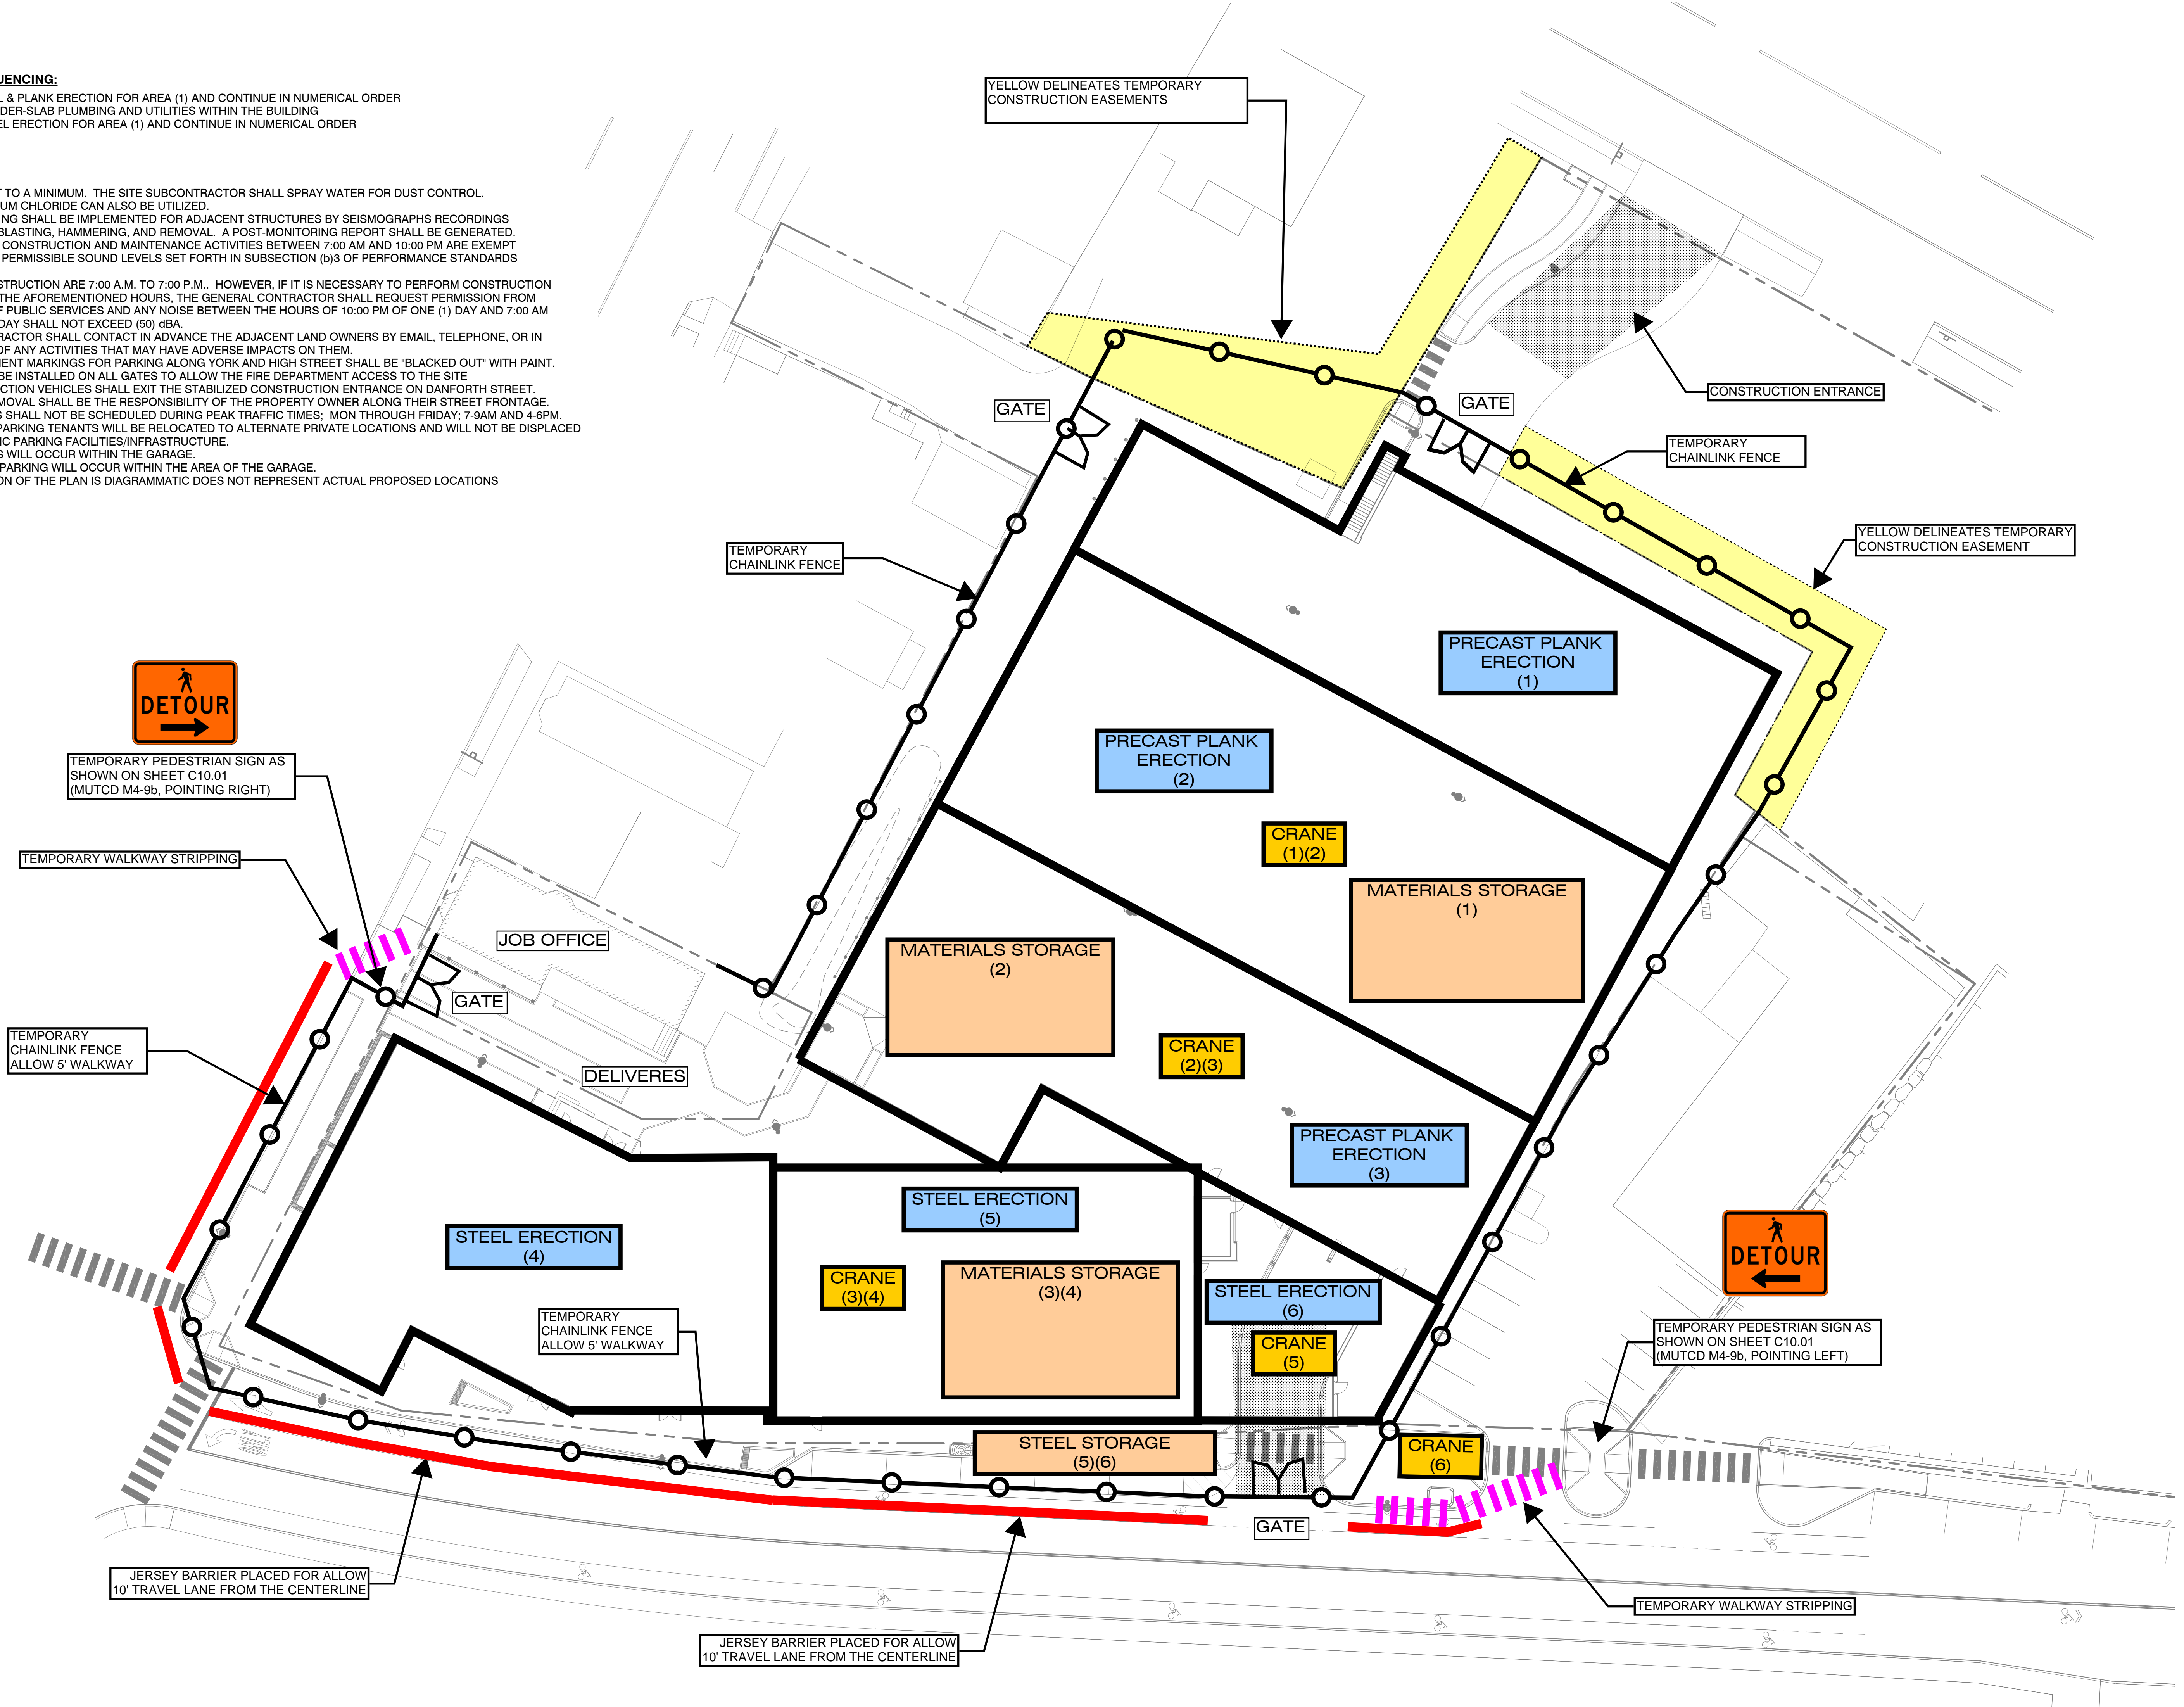 UENCING:
L & PLANK ERECTION FOR AREA (1) AND CONTINUE IN NUMERICAL ORDER
DER-SLAB PLUMBING AND UTILITIES WITHIN THE BUILDING
EL ERECTION FOR AREA (1) AND CONTINUE IN NUMERICAL ORDER
T TO A MINIMUM. THE SITE SUBCONTRACTOR SHALL SPRAY WATER FOR DUST CONTROL.
UM CHLORIDE CAN ALSO BE UTILIZED.
ING SHALL BE IMPLEMENTED FOR ADJACENT STRUCTURES BY SEISMOGRAPHS RECORDINGS
BLASTING, HAMMERING, AND REMOVAL. A POST-MONITORING REPORT SHALL BE GENERATED.
CONSTRUCTION AND MAINTENANCE ACTIVITIES BETWEEN 7:00 AM AND 10:00 PM ARE EXEMPT
PERMISSIBLE SOUND LEVELS SET FORTH IN SUBSECTION (b)3 OF PERFORMANCE STANDARDS
STRUCTION ARE 7:00 A.M. TO 7:00 P.M.. HOWEVER, IF IT IS NECESSARY TO PERFORM CONSTRUCTION
THE AFOREMENTIONED HOURS, THE GENERAL CONTRACTOR SHALL REQUEST PERMISSION FROM
F PUBLIC SERVICES AND ANY NOISE BETWEEN THE HOURS OF 10:00 PM OF ONE (1) DAY AND 7:00 AM
DAY SHALL NOT EXCEED (50) dBA.
RACTOR SHALL CONTACT IN ADVANCE THE ADJACENT LAND OWNERS BY EMAIL, TELEPHONE, OR IN
OF ANY ACTIVITIES THAT MAY HAVE ADVERSE IMPACTS ON THEM.
MENT MARKINGS FOR PARKING ALONG YORK AND HIGH STREET SHALL BE "BLACKED OUT" WITH PAINT.
BE INSTALLED ON ALL GATES TO ALLOW THE FIRE DEPARTMENT ACCESS TO THE SITE
CTION VEHICLES SHALL EXIT THE STABILIZED CONSTRUCTION ENTRANCE ON DANFORTH STREET.
MOVAL SHALL BE THE RESPONSIBILITY OF THE PROPERTY OWNER ALONG THEIR STREET FRONTAGE.
S SHALL NOT BE SCHEDULED DURING PEAK TRAFFIC TIMES; MON THROUGH FRIDAY; 7-9AM AND 4-6PM.
PARKING TENANTS WILL BE RELOCATED TO ALTERNATE PRIVATE LOCATIONS AND WILL NOT BE DISPLACED
IC PARKING FACILITIES/INFRASTRUCTURE.
S WILL OCCUR WITHIN THE GARAGE.
PARKING WILL OCCUR WITHIN THE AREA OF THE GARAGE.
ON OF THE PLAN IS DIAGRAMMATIC DOES NOT REPRESENT ACTUAL PROPOSED LOCATIONS
YELLOW DELINEATES TEMPORARY
CONSTRUCTION EASEMENTS
CONSTRUCTION ENTRANCE
GATE
GATE
TEMPORARY
CHAINLINK FENCE
YELLOW DELINEATES TEMPORARY
CONSTRUCTION EASEMENT
TEMPORARY
CHAINLINK FENCE
PRECAST PLANK
ERECTION
(1)
DETOUR
TEMPORARY PEDESTRIAN SIGN AS
SHOWN ON SHEET C10.01
(MUTCD M4-9b, POINTING RIGHT)
PRECAST PLANK
ERECTION
(2)
CRANE
(1)(2)
TEMPORARY WALKWAY STRIPPING
MATERIALS STORAGE
(1)
JOB OFFICE
MATERIALS STORAGE
(2)
GATE
TEMPORARY
CHAINLINK FENCE
ALLOW 5' WALKWAY
CRANE
(2)(3)
DELIVERES
PRECAST PLANK
ERECTION
(3)
STEEL ERECTION
(5)
STEEL ERECTION
(4)
DETOUR
CRANE
(3)(4)
MATERIALS STORAGE
(3)(4)
STEEL ERECTION
(6)
TEMPORARY
CHAINLINK FENCE
ALLOW 5' WALKWAY
CRANE
(5)
TEMPORARY PEDESTRIAN SIGN AS
SHOWN ON SHEET C10.01
(MUTCD M4-9b, POINTING LEFT)
STEEL STORAGE
(5)(6)
CRANE
(6)
GATE
JERSEY BARRIER PLACED FOR ALLOW
10' TRAVEL LANE FROM THE CENTERLINE
TEMPORARY WALKWAY STRIPPING
JERSEY BARRIER PLACED FOR ALLOW
10' TRAVEL LANE FROM THE CENTERLINE